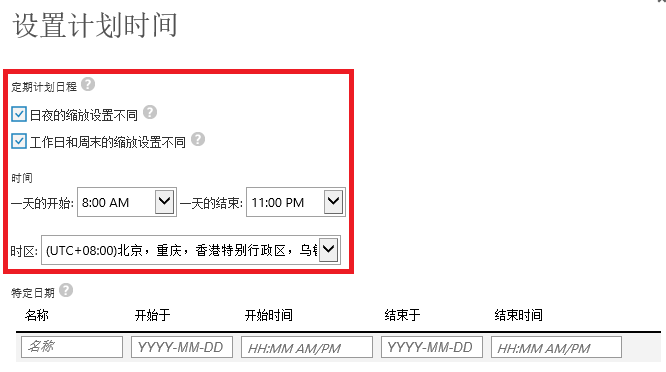 设置计划时间
定期计划日程
日夜的缩放设置不同
工作日和周末的缩放设置不同
时间
一天的开始: 8:00 AM 一天的结束: 11:00 PM
时区: (UTC+08:00)北京，重庆，香港特别行政区，乌
特定日期
名称 开始于 开始时间 结束于 结束时间
名称 YYYY-MM-DD HH:MM AM/PM YYYY-MM-DD HH:MM AM/PM